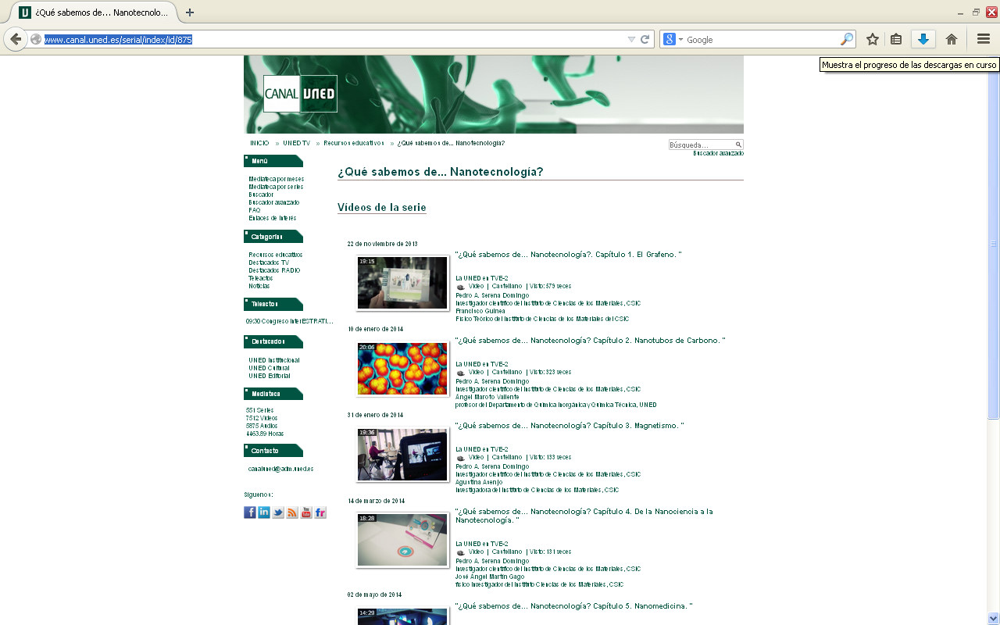 ¿Qué sabemos de... Nanotecnolo...
www.canal.uned.es/serial/index/id/875
Google
Muestra el progreso de las descargas en curso
CANAL UNED
INICIO » UNED TV » Recursos educativos » ¿Qué sabemos de... Nanotecnología?
Búsqueda...
Buscador avanzado
Menú
Mediateca por meses
Mediateca por series
Buscador
Buscador avanzado
FAQ
Enlaces de Interés
Categorías
Recursos educativos
Destacados TV
Destacados RADIO
Teleactos
Noticias
Teleactos
09:30 Congreso InterESTRATI...
Destacados
UNED Institucional
UNED Cultural
UNED Editorial
Mediateca
551 Series
7512 Vídeos
5875 Audios
4463.89 Horas
Contacto
canaluned@adm.uned.es
Síguenos:
¿Qué sabemos de... Nanotecnología?
Vídeos de la serie
22 de noviembre de 2013
19:15
"¿Qué sabemos de... Nanotecnología?. Capítulo 1. El Grafeno. "
La UNED en TVE-2
Video | Castellano | Visto: 579 veces
Pedro A. Serena Domingo
Investigador científico del Instituto de Ciencias de los Materiales, CSIC
Francisco Guinea
Físico Teórico del Instituto de Ciencias de los Materiales del CSIC
10 de enero de 2014
20:06
"¿Qué sabemos de... Nanotecnología? Capítulo 2. Nanotubos de Carbono. "
La UNED en TVE-2
Video | Castellano | Visto: 323 veces
Pedro A. Serena Domingo
Investigador científico del Instituto de Ciencias de los Materiales, CSIC
Ángel Maroto Valiente
profesor del Departamento de Química Inorgánica y Química Técnica, UNED
31 de enero de 2014
19:36
"¿Qué sabemos de... Nanotecnología? Capítulo 3. Magnetismo. "
La UNED en TVE-2
Video | Castellano | Visto: 133 veces
Pedro A. Serena Domingo
Investigador científico del Instituto de Ciencias de los Materiales, CSIC
Agustina Asenjo
Investigadora del Instituto de Ciencias de los Materiales, CSIC
14 de marzo de 2014
18:28
"¿Qué sabemos de... Nanotecnología? Capítulo 4. De la Nanociencia a la
Nanotecnología. "
La UNED en TVE-2
Video | Castellano | Visto: 131 veces
Pedro A. Serena Domingo
Investigador científico del Instituto de Ciencias de los Materiales, CSIC
José Ángel Martín Gago
físico investigador del Instituto Ciencias de los Materiales, CSIC
02 de mayo de 2014
14:29
"¿Qué sabemos de... Nanotecnología? Capítulo 5. Nanomedicina. "